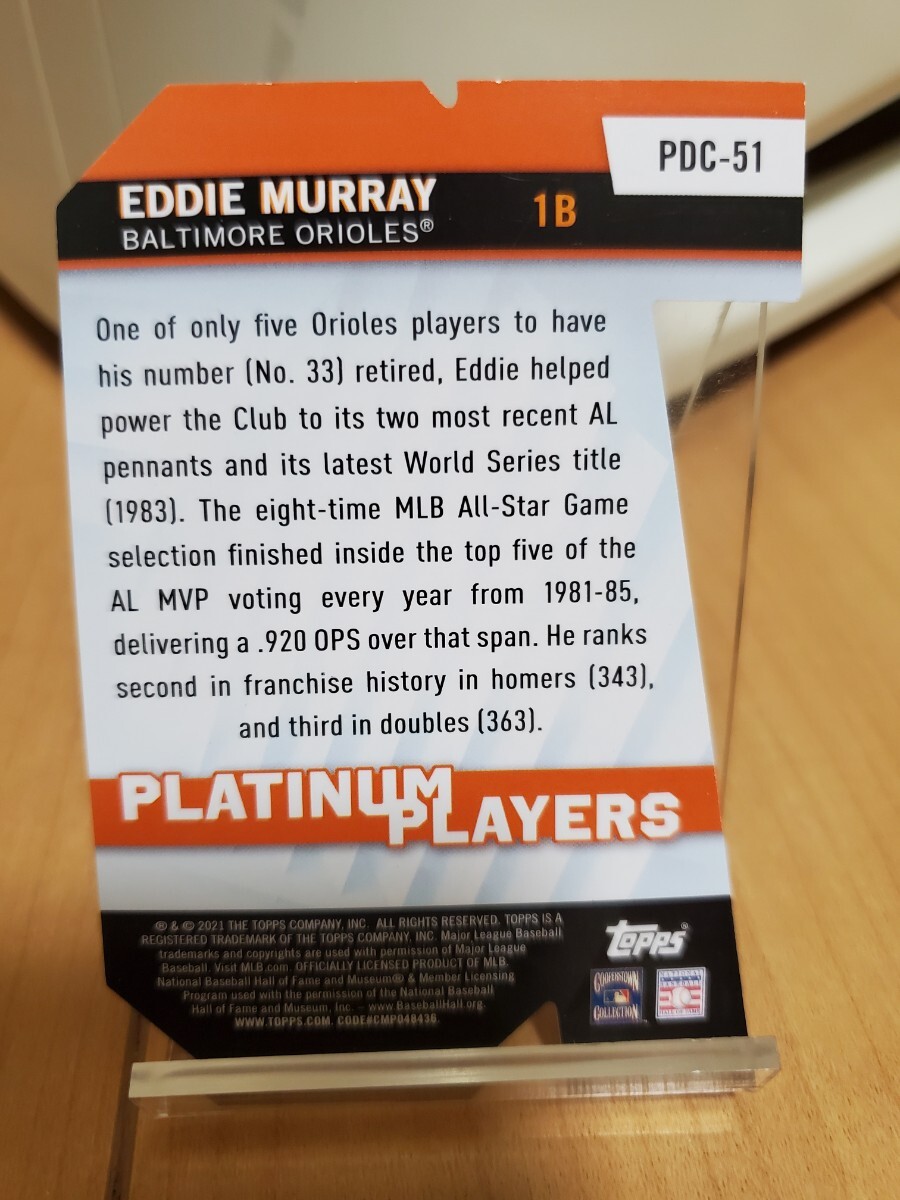 PDC-51
EDDIE MURRAY
1B
BALTIMORE ORIOLES®
One of only five Orioles players to have
his number (No. 33) retired, Eddie helped
power the Club to its two most recent AL
pennants and its latest World Series title
(1983). The eight-time MLB All-Star Game
selection finished inside the top five of the
AL MVP voting every year from 1981-85,
delivering a .920 OPS over that span. He ranks
second in franchise history in homers (343),
and third in doubles (363).
PLATINUM
PLAYERS
® & © 2021 THE TOPPS COMPANY, INC. ALL RIGHTS RESERVED. TOPPS IS A
REGISTERED TRADEMARK OF THE TOPPS COMPANY, INC. Major League Baseball
trademarks and copyrights are used with permission of Major League
Baseball. Visit MLB.com. OFFICIALLY LICENSED PRODUCT OF MLB.
National Baseball Hall of Fame and Museum® & Member Licensing
Program used with the permission of the National Baseball
Hall of Fame and Museum, Inc. – www.BaseballHall.org.
WWW.TOPPS.COM. CODE#CMP048436.
topps®
COOPERSTOWN
COLLECTION
NATIONAL
BASEBALL
HALL OF FAME